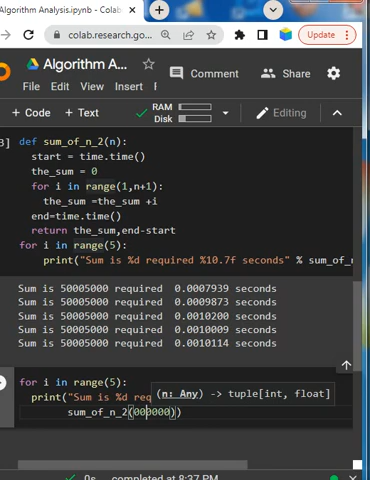 Algorithm Analysis.ipynb - Colab
colab.research.go...
Update
Algorithm A...
Comment
Share
File Edit View Insert
+ Code + Text
RAM
Disk
Editing
3]
def sum_of_n_2(n):
start = time.time()
the_sum = 0
for i in range(1,n+1):
the_sum =the_sum +i
end=time.time()
return the_sum,end-start
for i in range(5):
print("Sum is %d required %10.7f seconds" % sum_of_n
Sum is 50005000 required 0.0007939 seconds
Sum is 50005000 required 0.0009873 seconds
Sum is 50005000 required 0.0010200 seconds
Sum is 50005000 required 0.0010009 seconds
Sum is 50005000 required 0.0010114 seconds
for i in range(5):
print("Sum is %d req
(n: Any) -> tuple[int, float]
sum_of_n_2(000000))
0s completed at 8:37 PM